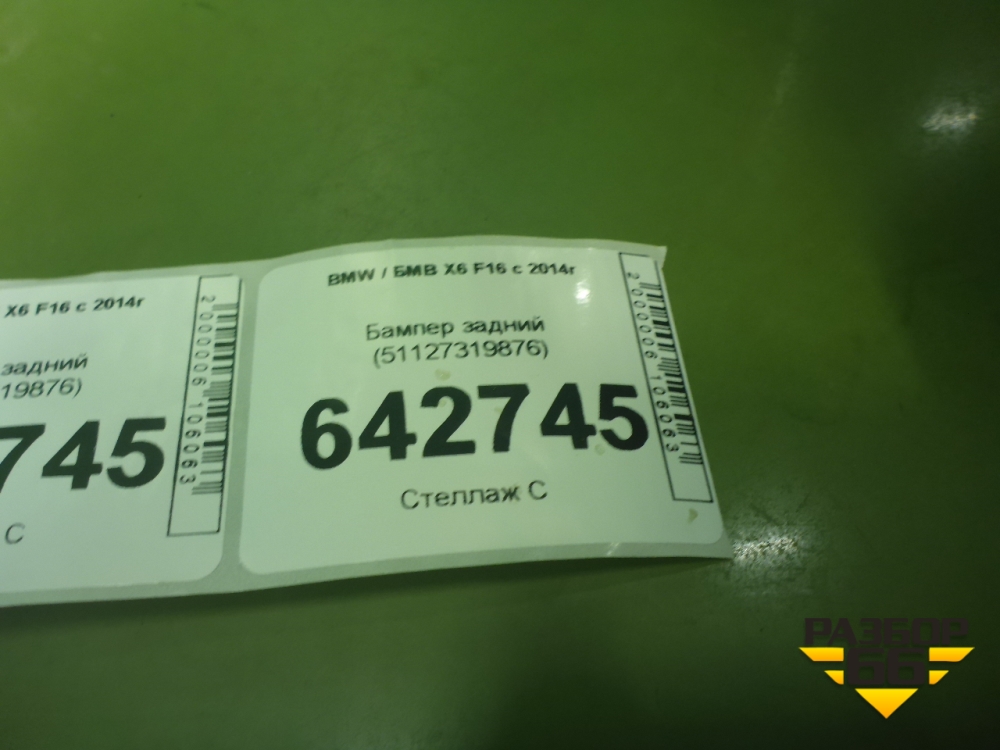 X6 F16 с 2014г
задний
19876)
745
С
2000006106063
BMW / БМВ X6 F16 с 2014г
Бампер задний
(51127319876)
642745
Стеллаж С
2000006106063
РАЗБОР
66